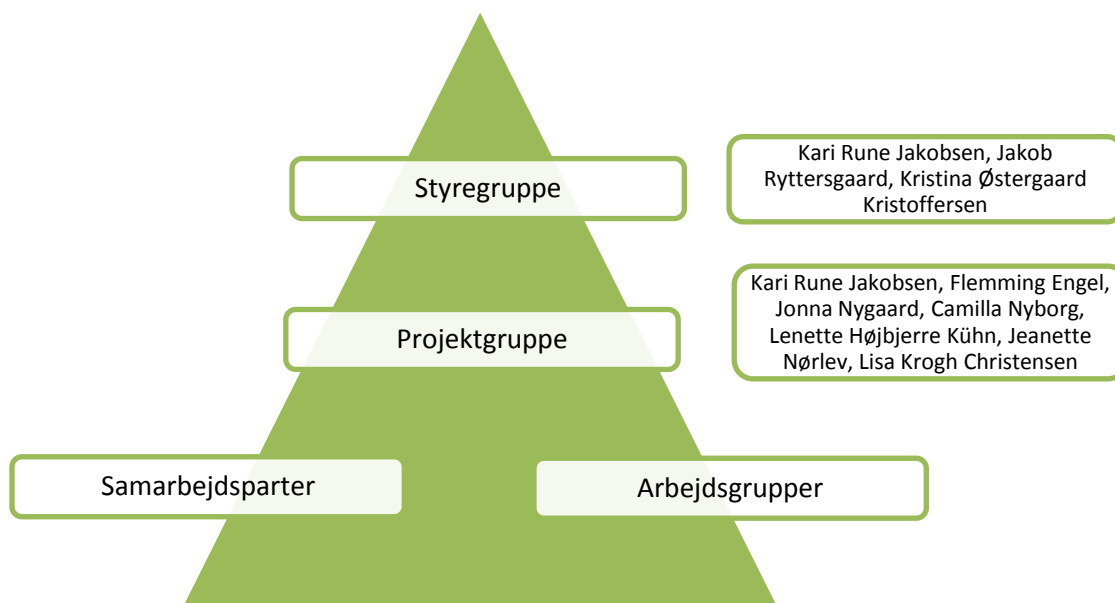 Styregruppe
Kari Rune Jakobsen, Jakob
Ryttersgaard, Kristina Østergaard
Kristoffersen
Projektgruppe
Kari Rune Jakobsen, Flemming Engel,
Jonna Nygaard, Camilla Nyborg,
Lenette Højbjerre Kühn, Jeanette
Nørlev, Lisa Krogh Christensen
Samarbejdsparter
Arbejdsgrupper